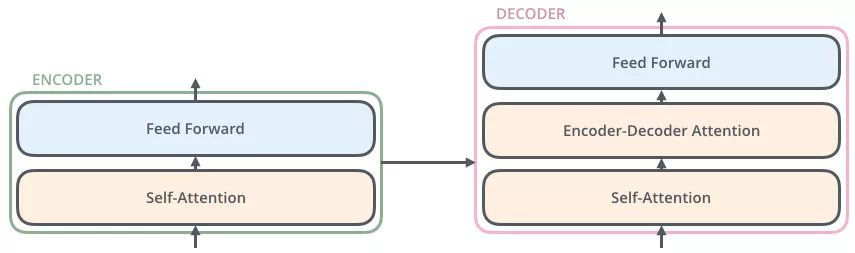 ENCODER
Feed Forward
Self-Attention
DECODER
Feed Forward
Encoder-Decoder Attention
Self-Attention